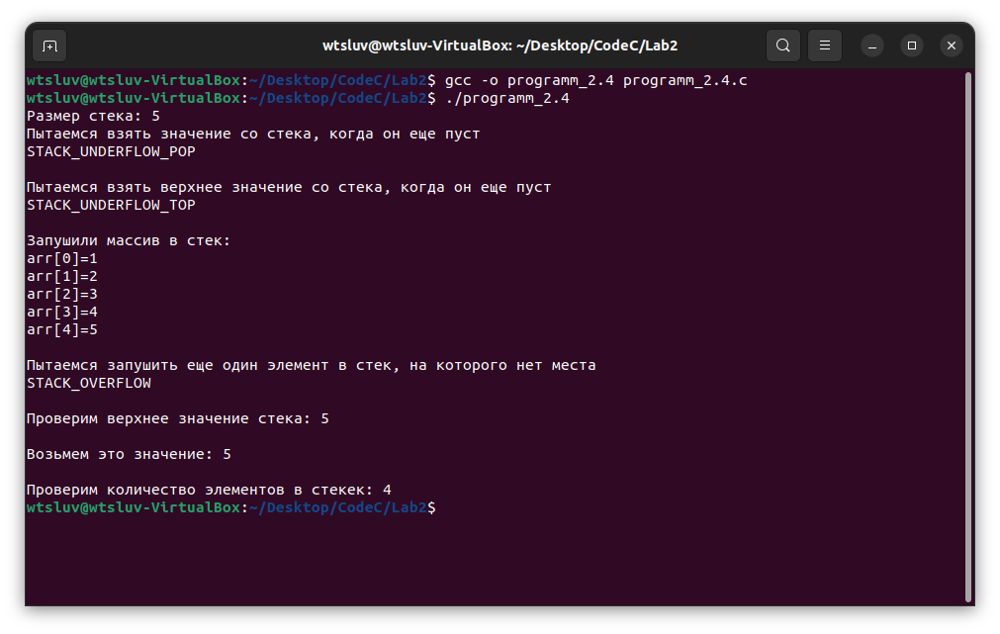 wtsluv@wtsluv-VirtualBox: ~/Desktop/CodeC/Lab2
wtsluv@wtsluv-VirtualBox:~/Desktop/CodeC/Lab2$ gcc -o programm_2.4 programm_2.4.c
wtsluv@wtsluv-VirtualBox:~/Desktop/CodeC/Lab2$ ./programm_2.4
Размер стека: 5
Пытаемся взять значение со стека, когда он еще пуст
STACK_UNDERFLOW_POP
Пытаемся взять верхнее значение со стека, когда он еще пуст
STACK_UNDERFLOW_TOP
Запушили массив в стек:
arr[0]=1
arr[1]=2
arr[2]=3
arr[3]=4
arr[4]=5
Пытаемся запушить еще один элемент в стек, на которого нет места
STACK_OVERFLOW
Проверим верхнее значение стека: 5
Возьмем это значение: 5
Проверим количество элементов в стекек: 4
wtsluv@wtsluv-VirtualBox:~/Desktop/CodeC/Lab2$